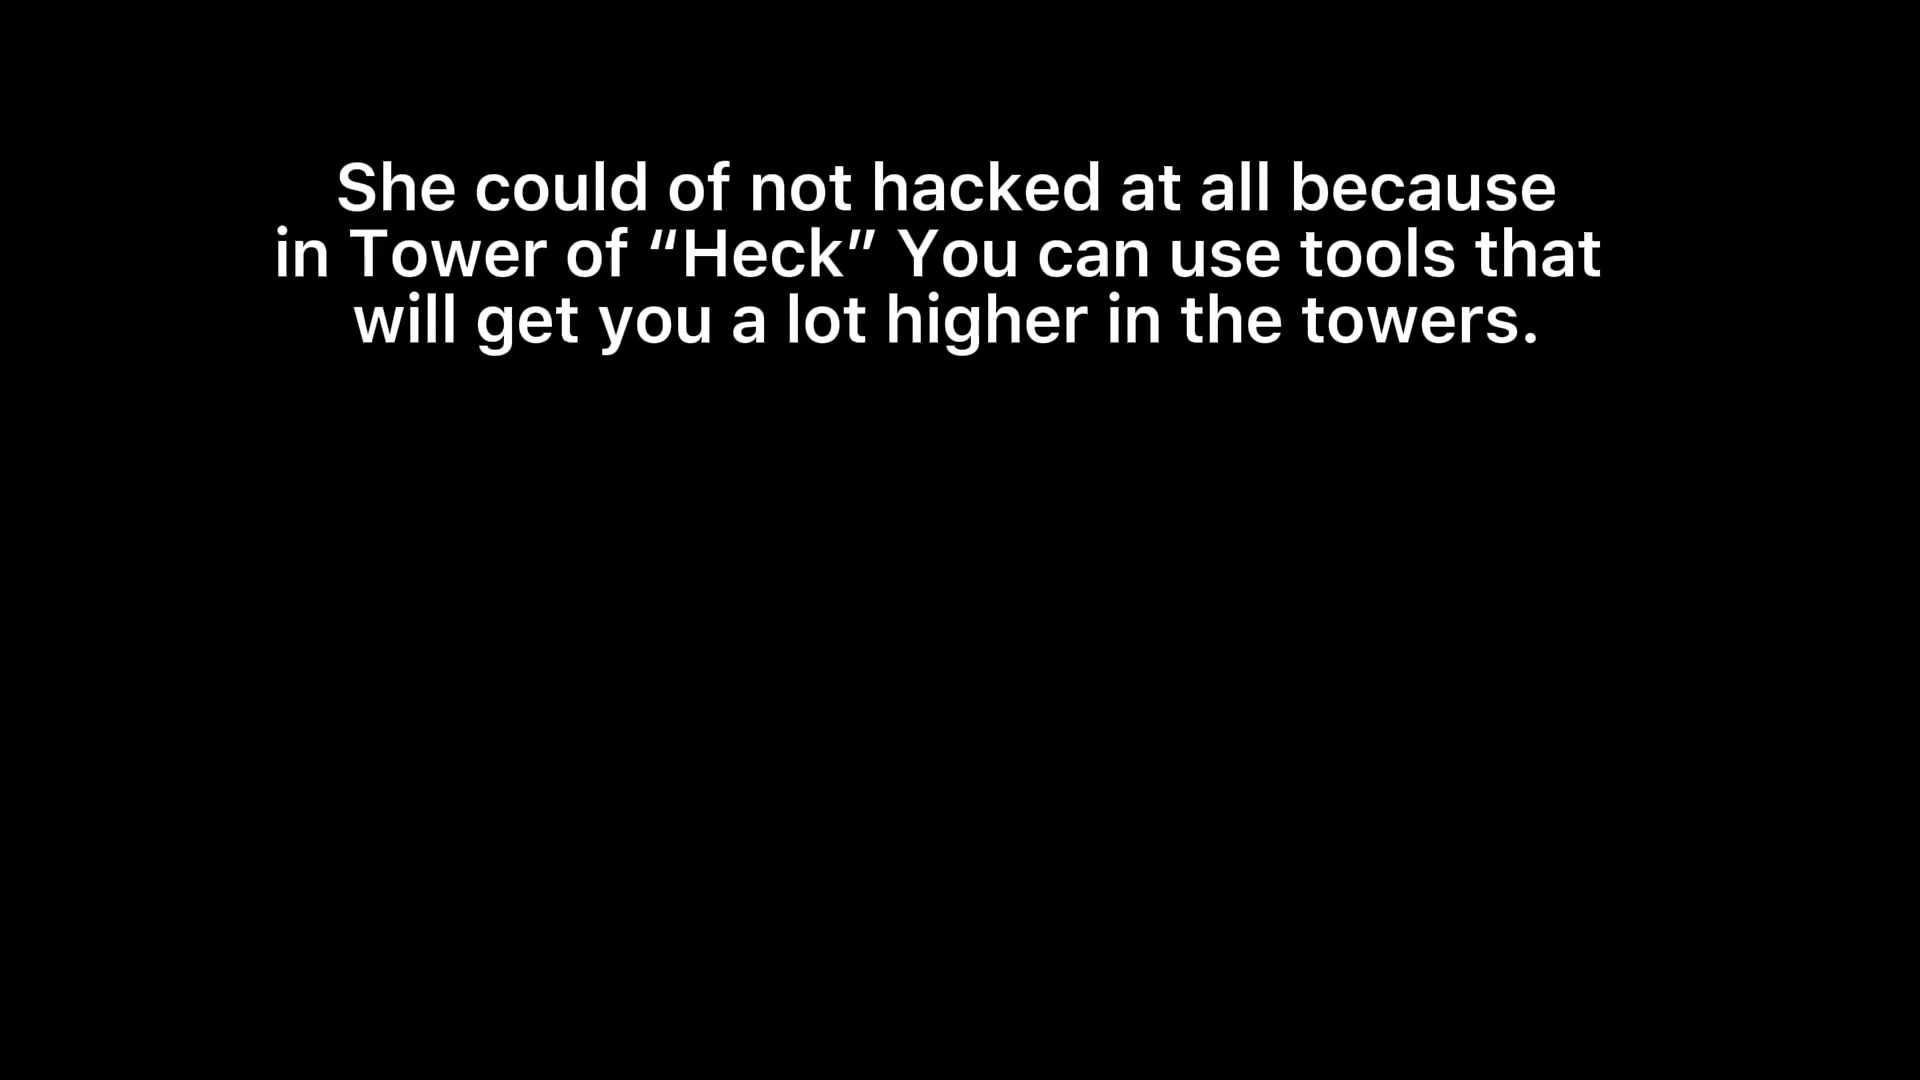 She could of not hacked at all because
in Tower of “Heck” You can use tools that
will get you a lot higher in the towers.